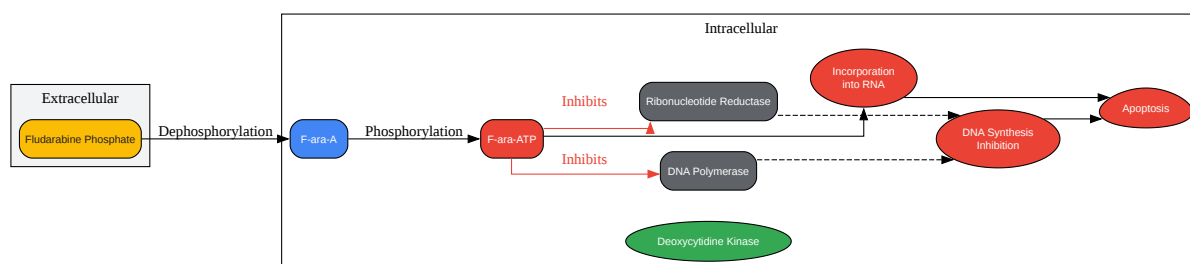 Intracellular
Extracellular
Fludarabine Phosphate
Dephosphorylation
F-ara-A
Phosphorylation
F-ara-ATP
Inhibits
Ribonucleotide Reductase
Inhibits
DNA Polymerase
Incorporation
into RNA
DNA Synthesis
Inhibition
Apoptosis
Deoxycytidine Kinase